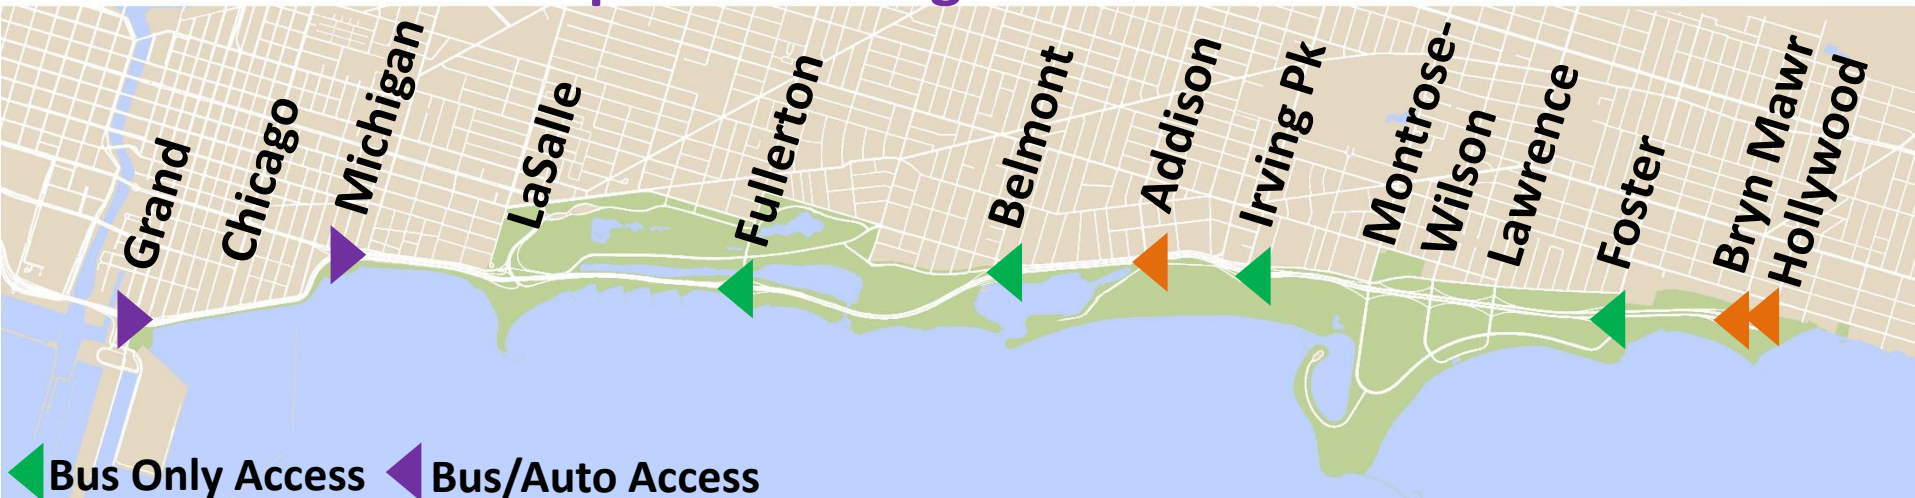 Grand
Chicago
Michigan
LaSalle
Fullerton
Belmont
Addison
Irving Pk
Montrose-
Wilson
Lawrence
Foster
Bryn Mawr
Hollywood
Bus Only Access
Bus/Auto Access